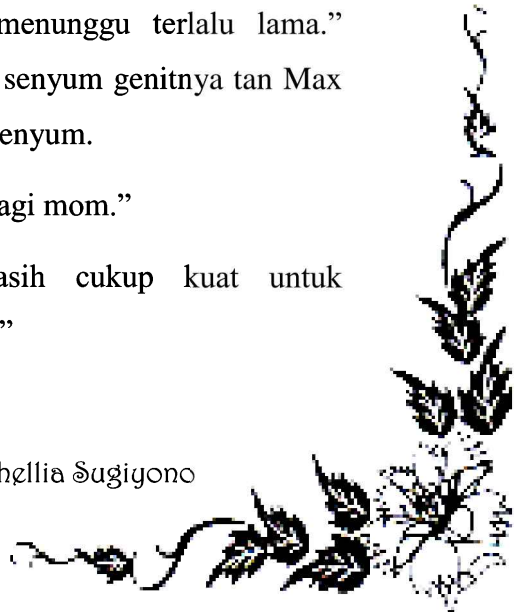 menunggu terlalu lama.”
senyum genitnya tan Max
enyum.
agi mom.”
asih cukup kuat untuk
”
hellia Sugiyono